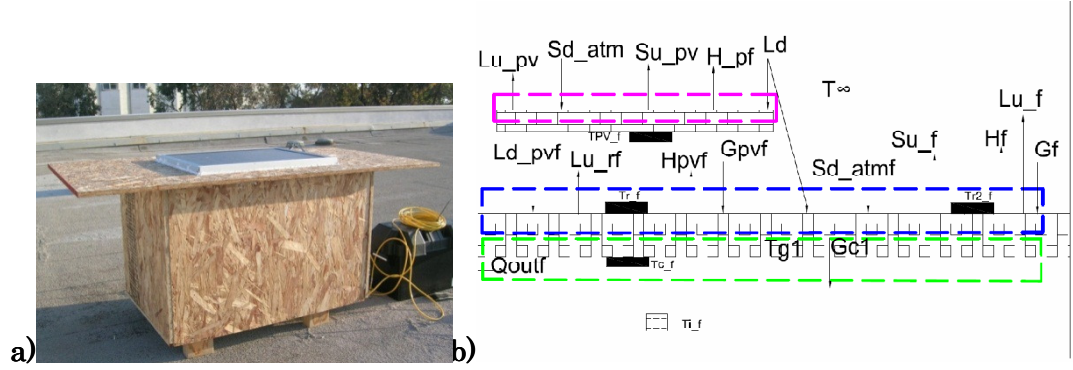 Lu_pv Sd_atm Su_pv H_pf Ld
T∞
Lu_f
TPV_f
Ld_pvf Lu_rf Hpvf Gpvf Sd_atmf Su_f Hf Gf
Tr_f Tr2_f
Tg1 Gc1
Qoutf Tc_f
Ti_f
a) b)